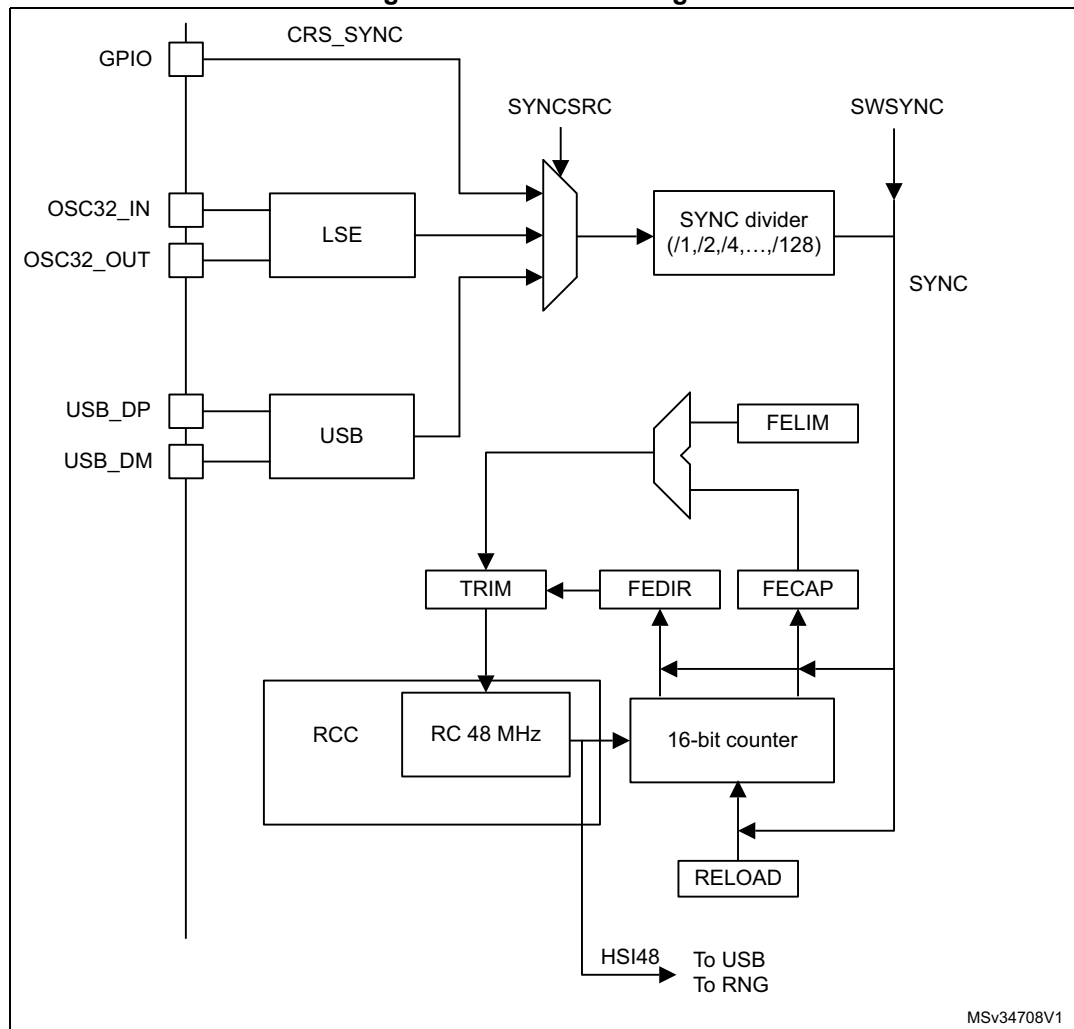 CRS_SYNC
GPIO
SYNCSRC
SWSYNC
OSC32_IN
OSC32_OUT
LSE
SYNC divider
(/1,/2,/4,…,/128)
SYNC
USB_DP
USB_DM
USB
FELIM
TRIM
FEDIR
FECAP
RCC
RC 48 MHz
16-bit counter
RELOAD
HSI48
To USB
To RNG
MSv34708V1